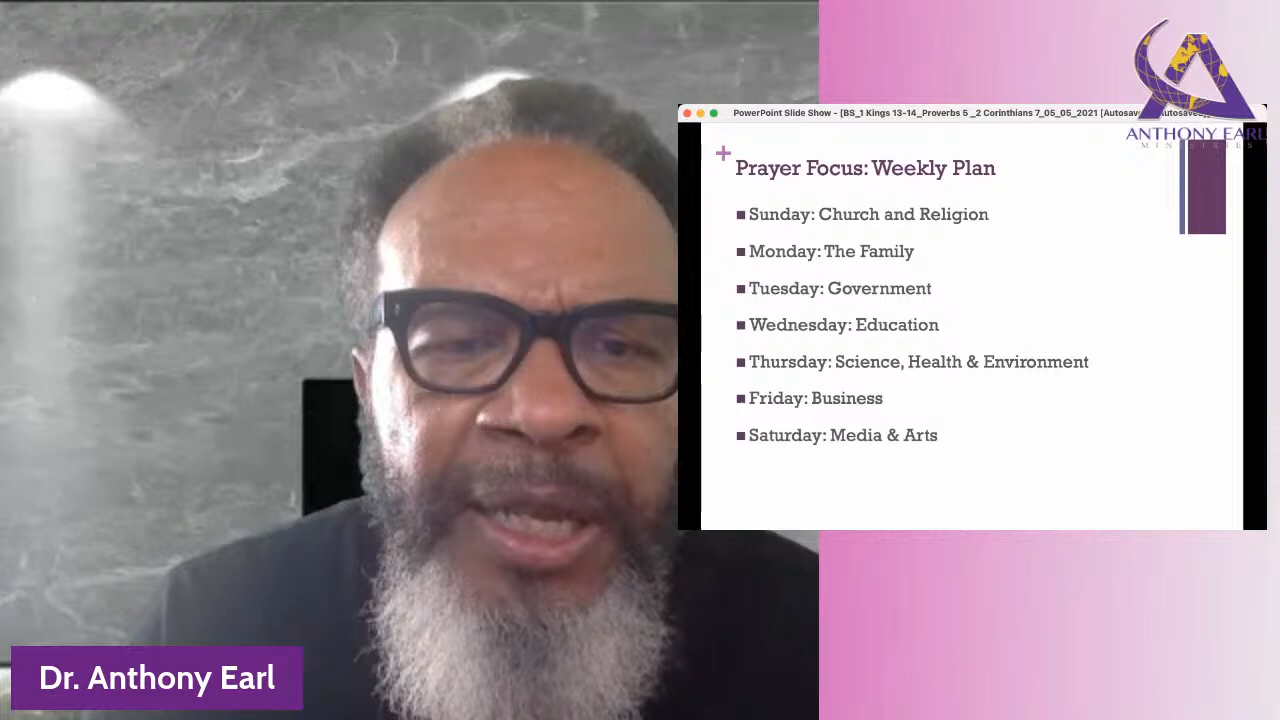 ANTHONY EARL
MINISTRIES
PowerPoint Slide Show - [BS_1 Kings 13-14_Proverbs 5 _2 Corinthians 7_05_05_2021 [Autosave
Prayer Focus: Weekly Plan
Sunday: Church and Religion
Monday: The Family
Tuesday: Government
Wednesday: Education
Thursday: Science, Health & Environment
Friday: Business
Saturday: Media & Arts
Dr. Anthony Earl